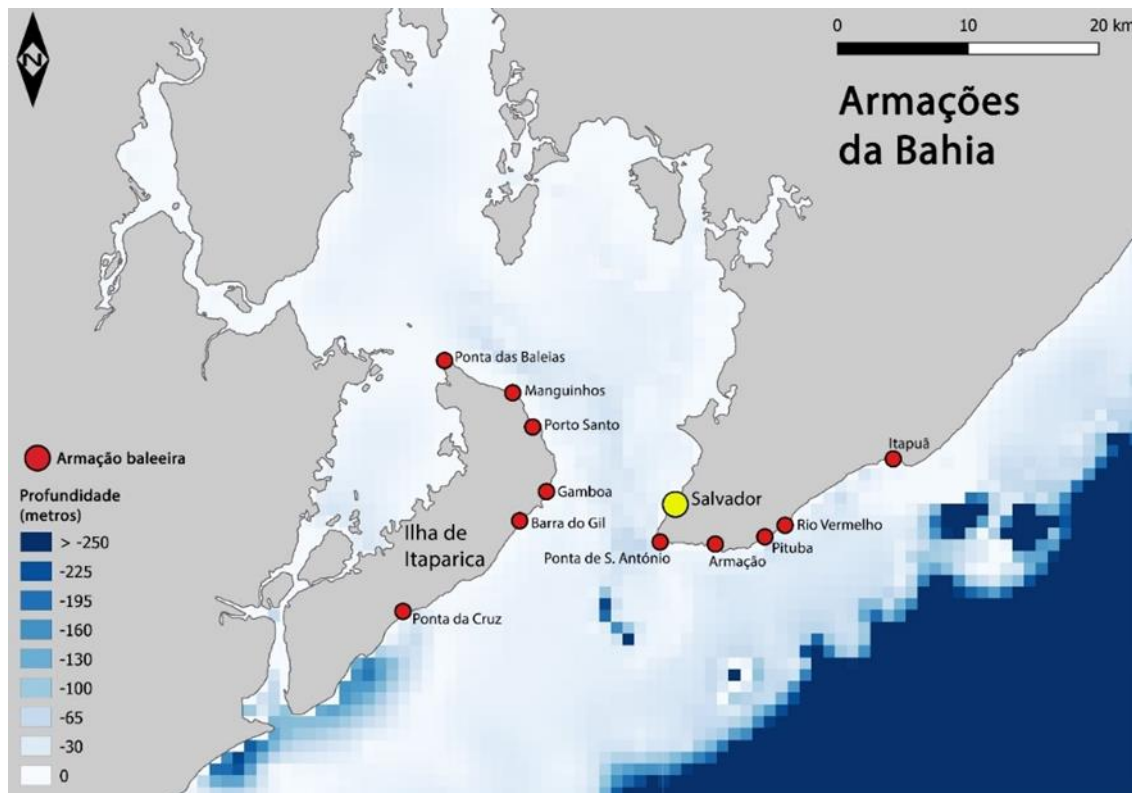 N
0 10 20 km
Armações
da Bahia
Ponta das Baleias
Manguinhos
Porto Santo
Itapuã
Gamboa
Salvador
Barra do Gil
Rio Vermelho
Ilha de
Itaparica
Ponta de S. António
Armação
Pituba
Ponta da Cruz
Armação baleeira
Profundidade
(metros)
> -250
-225
-195
-160
-130
-100
-65
-30
0